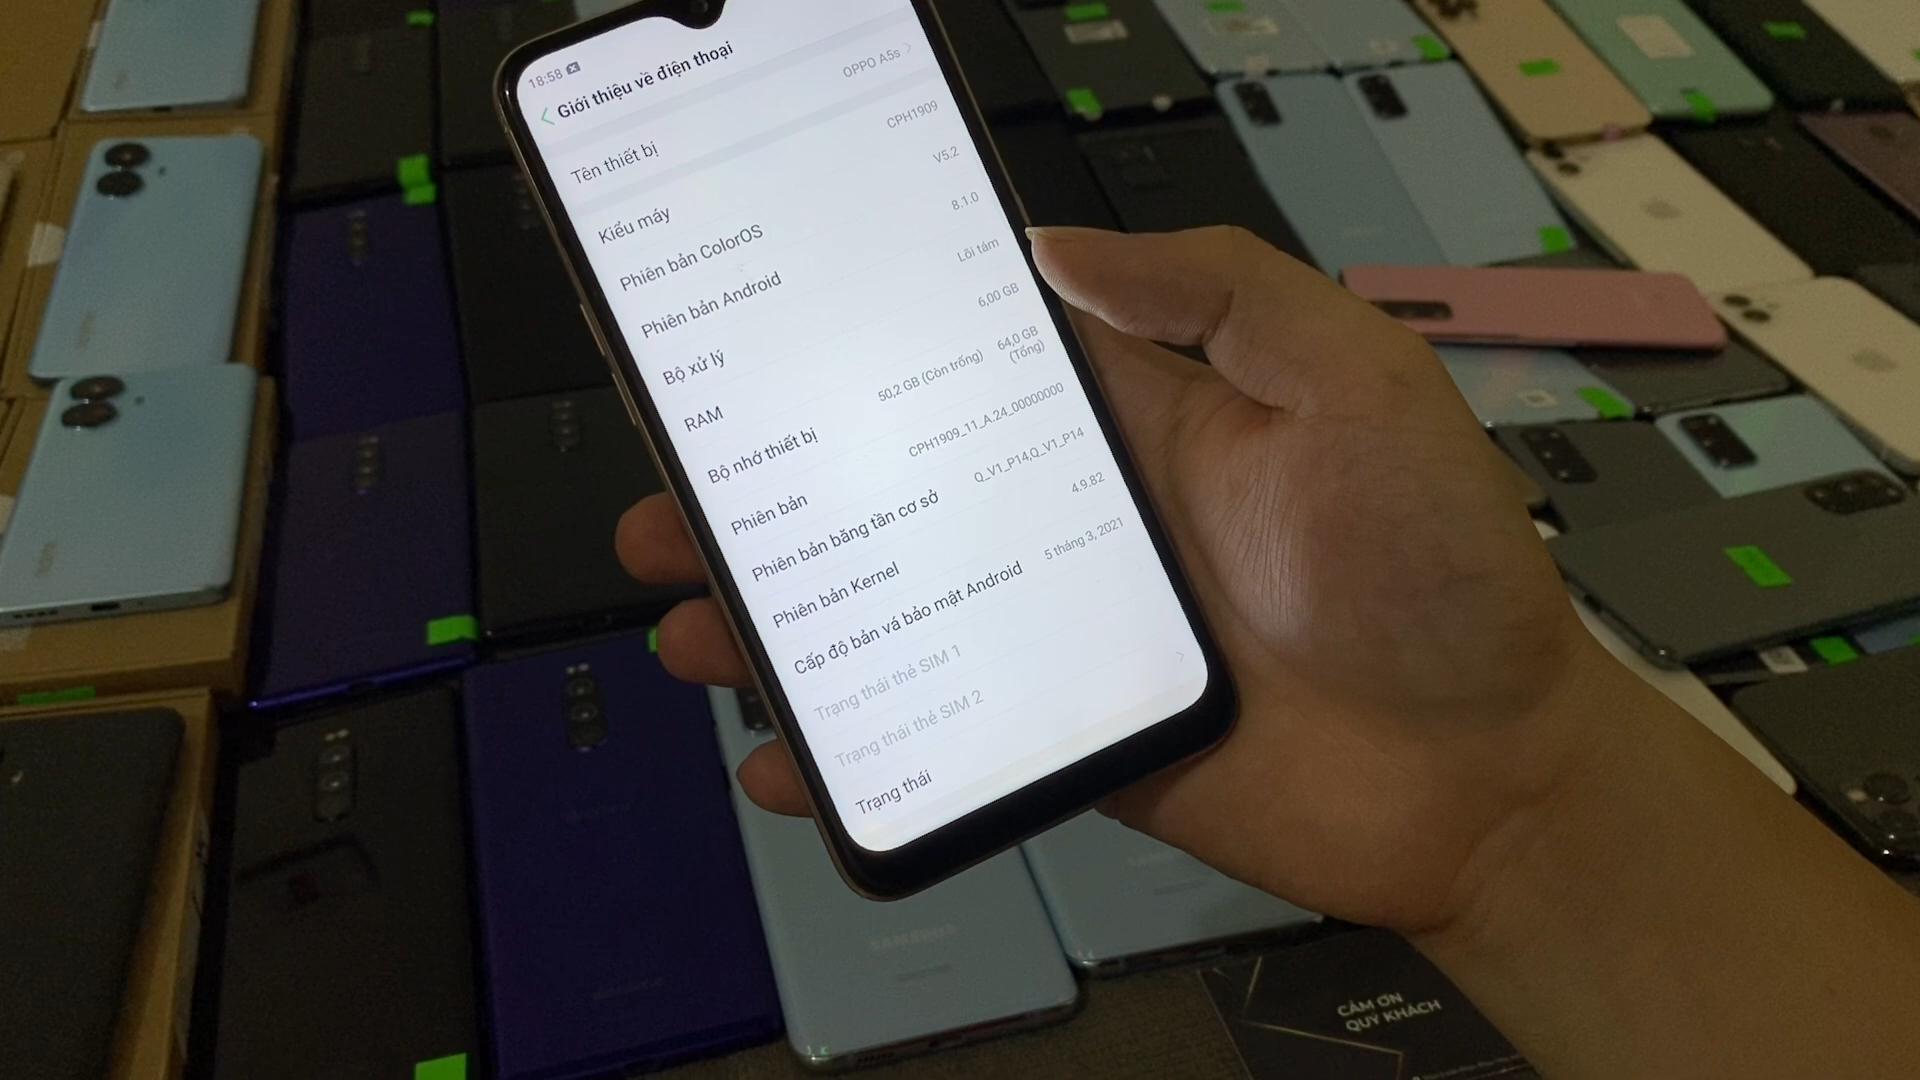 18:58
Giới thiệu về điện thoại
Tên thiết bị OPPO A5s
Kiểu máy CPH1909
Phiên bản ColorOS V5.2
Phiên bản Android 8.1.0
Bộ xử lý Lõi tám
RAM 6,00 GB
Bộ nhớ thiết bị 50,2 GB (Còn trống) 64,0 GB (Tổng)
Phiên bản CPH1909_11_A.24_00000000
Phiên bản băng tần cơ sở Q_V1_P14,Q_V1_P14
Phiên bản Kernel 4.9.82
Cấp độ bản vá bảo mật Android 5 tháng 3, 2021
Trạng thái thẻ SIM 1
Trạng thái thẻ SIM 2
Trạng thái
SAMSUNG
CẢM ƠN
QUÝ KHÁCH